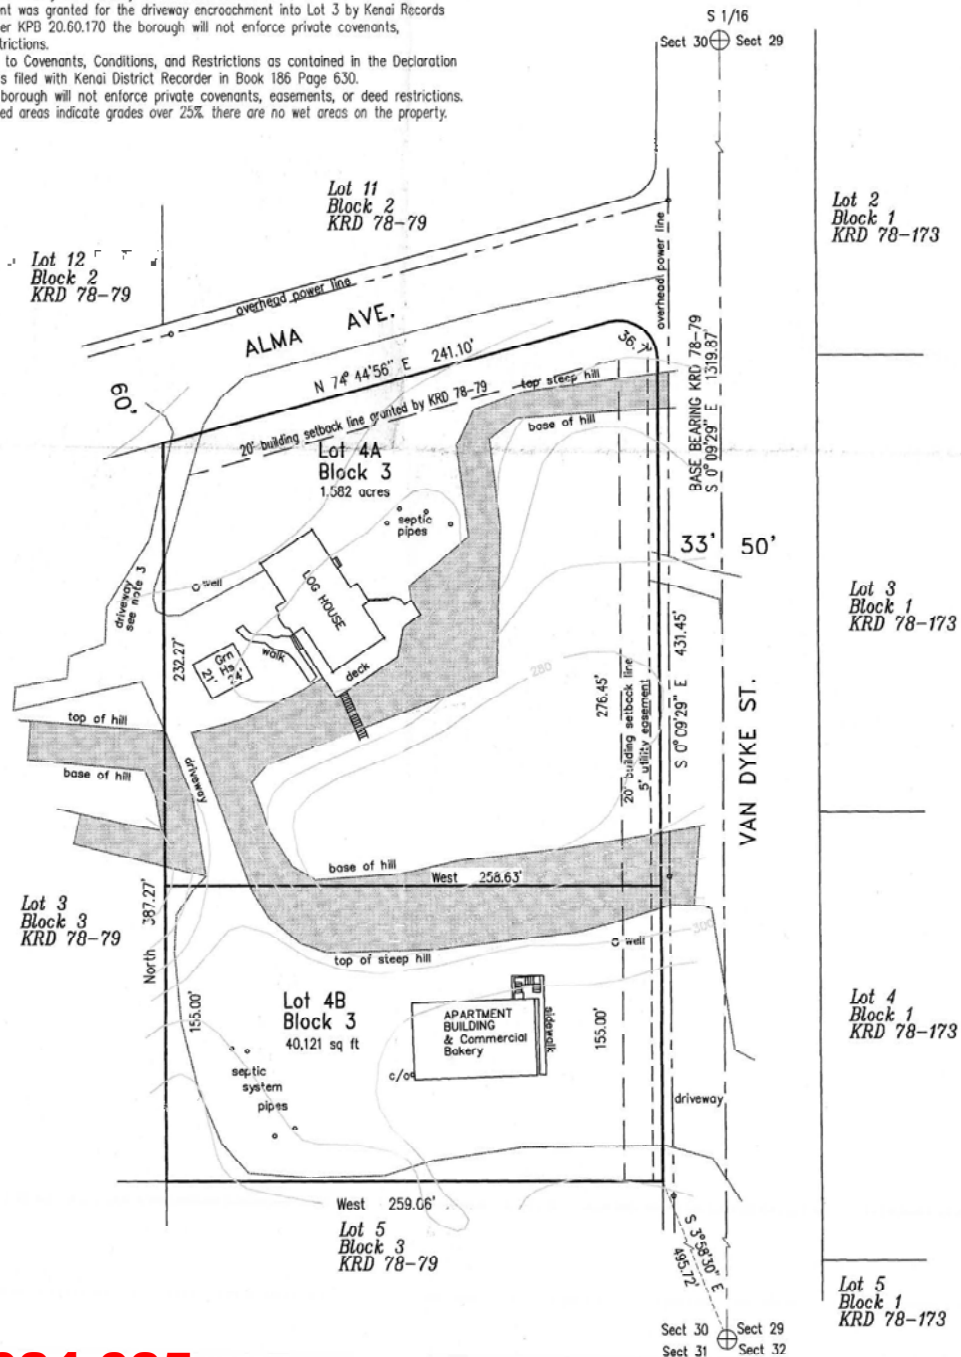 nt was granted for the driveway encroachment into Lot 3 by Kenai Records
er KPB 20.60.170 the borough will not enforce private covenants,
trictions.
to Covenants, Conditions, and Restrictions as contained in the Declaration
s filed with Kenai District Recorder in Book 186 Page 630.
borough will not enforce private covenants, easements, or deed restrictions.
ed areas indicate grades over 25%. there are no wet areas on the property.
S 1/16
Sect 30 Sect 29
Lot 11
Block 2
KRD 78-79
Lot 2
Block 1
KRD 78-173
Lot 12
Block 2
KRD 78-79
overhead power line
overhead power line
ALMA AVE.
60'
N 74° 44'56" E 241.10'
36.7'
20' building setback line granted by KRD 78-79
top steep hill
base of hill
BASE BEARING KRD 78-79
S 0°09'29" E 1319.87'
Lot 4A
Block 3
1.582 acres
septic
pipes
33' 50'
well
LOG HOUSE
driveway
see note 3
Lot 3
Block 1
KRD 78-173
232.27'
Grn
walk
deck
280
276.45'
20' building setback line
5' utility easement
S 0°09'29" E 431.45'
VAN DYKE ST.
top of hill
base of hill
driveway
base of hill
West 258.63'
Lot 3
Block 3
KRD 78-79
North 387.27'
top of steep hill
well
300
Lot 4B
Block 3
40.121 sq ft
155.00'
APARTMENT
BUILDING
& Commercial
Bakery
sidewalk
155.00'
c/o
Lot 4
Block 1
KRD 78-173
septic
system
pipes
driveway
West 259.06'
Lot 5
Block 3
KRD 78-79
S 3°58'30" E
495.72'
Lot 5
Block 1
KRD 78-173
Sect 30 Sect 29
Sect 31 Sect 32